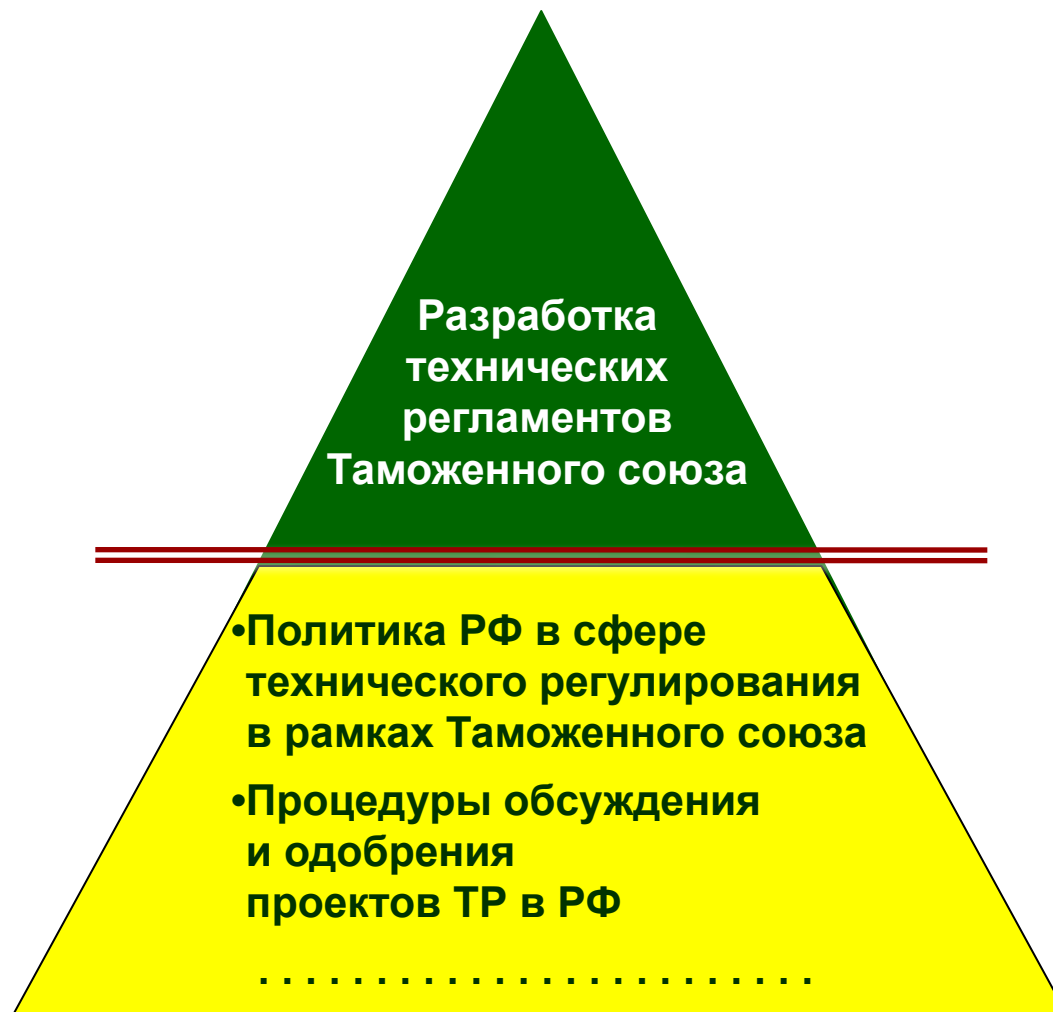 Разработка
технических
регламентов
Таможенного союза
•Политика РФ в сфере
технического регулирования
в рамках Таможенного союза
•Процедуры обсуждения
и одобрения
проектов ТР в РФ
. . . . . . . . . . . . . . . . . . . . . . . .